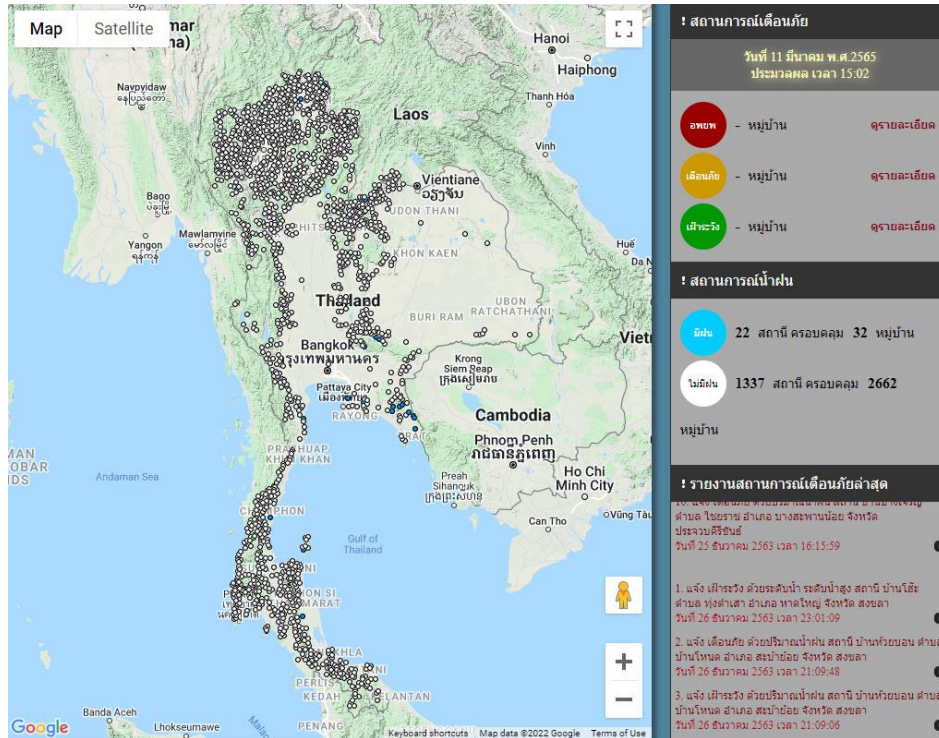 Map
Satellite
Hanoi
Haiphong
Naypyidaw
နေပြည်တော်
Thanh Hóa
Laos
Vinh
Vientiane
ວຽງຈັນ
UDON THANI
Bago
ပဲခူးမြို့
Yangon
ရန်ကုန်
Mawlamyine
Huế
KHON KAEN
Thailand
UBON
RATCHATHANI
BURI RAM
Bangkok
กรุงเทพมหานคร
Krong
Siem Reap
ក្រុងសៀមរាប
Pattaya City
RAYONG
Cambodia
Phnom Penh
រាជធានីភ្នំពេញ
Andaman Sea
Preah
Sihanouk
ក្រុងព្រះសីហនុ
Ho Chi
Minh City
Can Tho
Vũng Tàu
Gulf of
Thailand
PERLIS
KEDAH
PENANG
Banda Aceh
Lhokseumawe
Google
Keyboard shortcuts
Map data ©2022 Google
Terms of Use
! สถานการณ์เตือนภัย
วันที่ 11 มีนาคม พ.ศ.2565
ประมวลผล เวลา 15:02
อพยพ - หมู่บ้าน ดูรายละเอียด
เตือนภัย - หมู่บ้าน ดูรายละเอียด
เฝ้าระวัง - หมู่บ้าน ดูรายละเอียด
! สถานการณ์น้ำฝน
มีฝน 22 สถานี ครอบคลุม 32 หมู่บ้าน
ไม่มีฝน 1337 สถานี ครอบคลุม 2662
หมู่บ้าน
! รายงานสถานการณ์เตือนภัยล่าสุด
ตำบล ไชยราช อำเภอ บางสะพานน้อย จังหวัด
ประจวบคีรีขันธ์
วันที่ 25 ธันวาคม 2563 เวลา 16:15:59
1. แจ้ง เฝ้าระวัง ด้วยระดับน้ำ ระดับน้ำสูง สถานี บ้านโฮ๊ะ
ตำบล ทุ่งตำเสา อำเภอ หาดใหญ่ จังหวัด สงขลา
วันที่ 26 ธันวาคม 2563 เวลา 23:01:09
2. แจ้ง เตือนภัย ด้วยปริมาณน้ำฝน สถานี บ้านห้วยบอน ตำบล
บ้านโหนด อำเภอ สะบ้าย้อย จังหวัด สงขลา
วันที่ 26 ธันวาคม 2563 เวลา 21:09:48
3. แจ้ง เฝ้าระวัง ด้วยปริมาณน้ำฝน สถานี บ้านห้วยบอน ตำบล
บ้านโหนด อำเภอ สะบ้าย้อย จังหวัด สงขลา
วันที่ 26 ธันวาคม 2563 เวลา 21:09:06